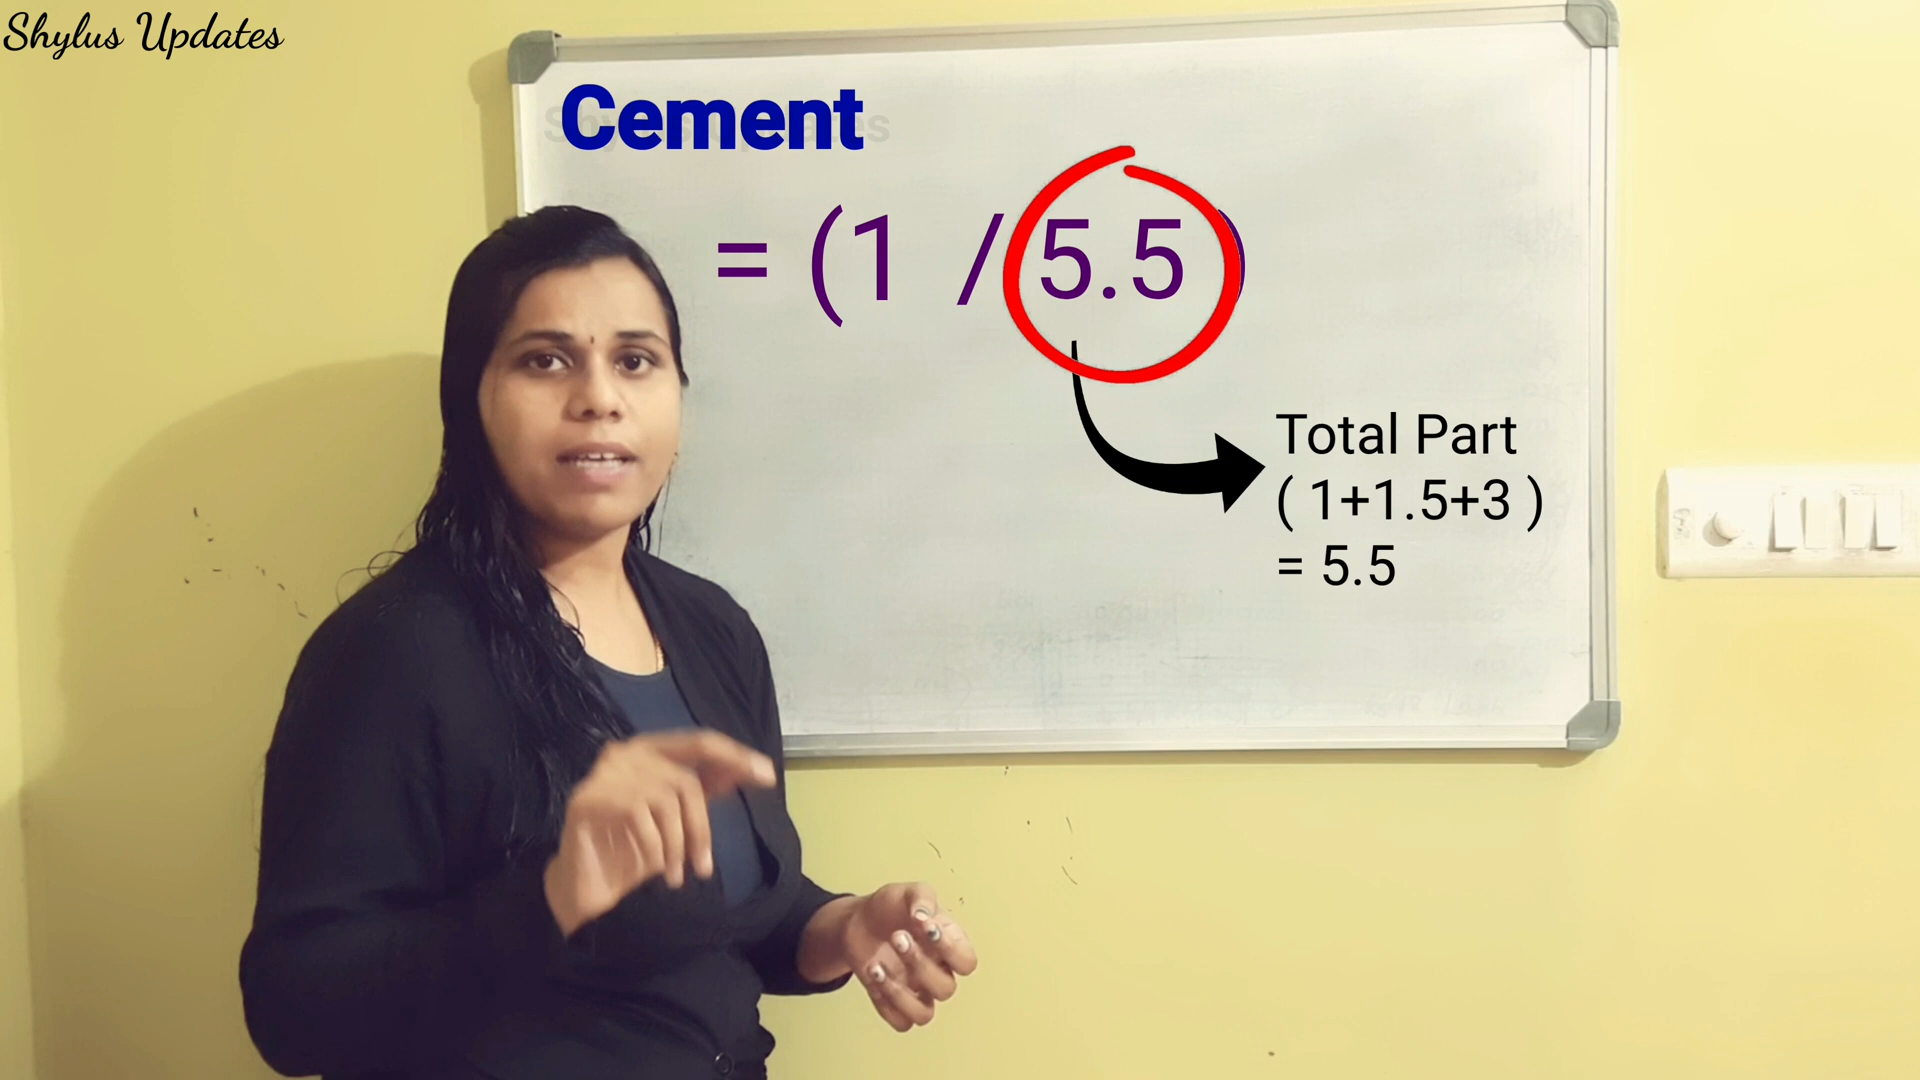 Shylus Updates
Cement
= (1 / 5.5 )
Total Part
( 1+1.5+3 )
= 5.5